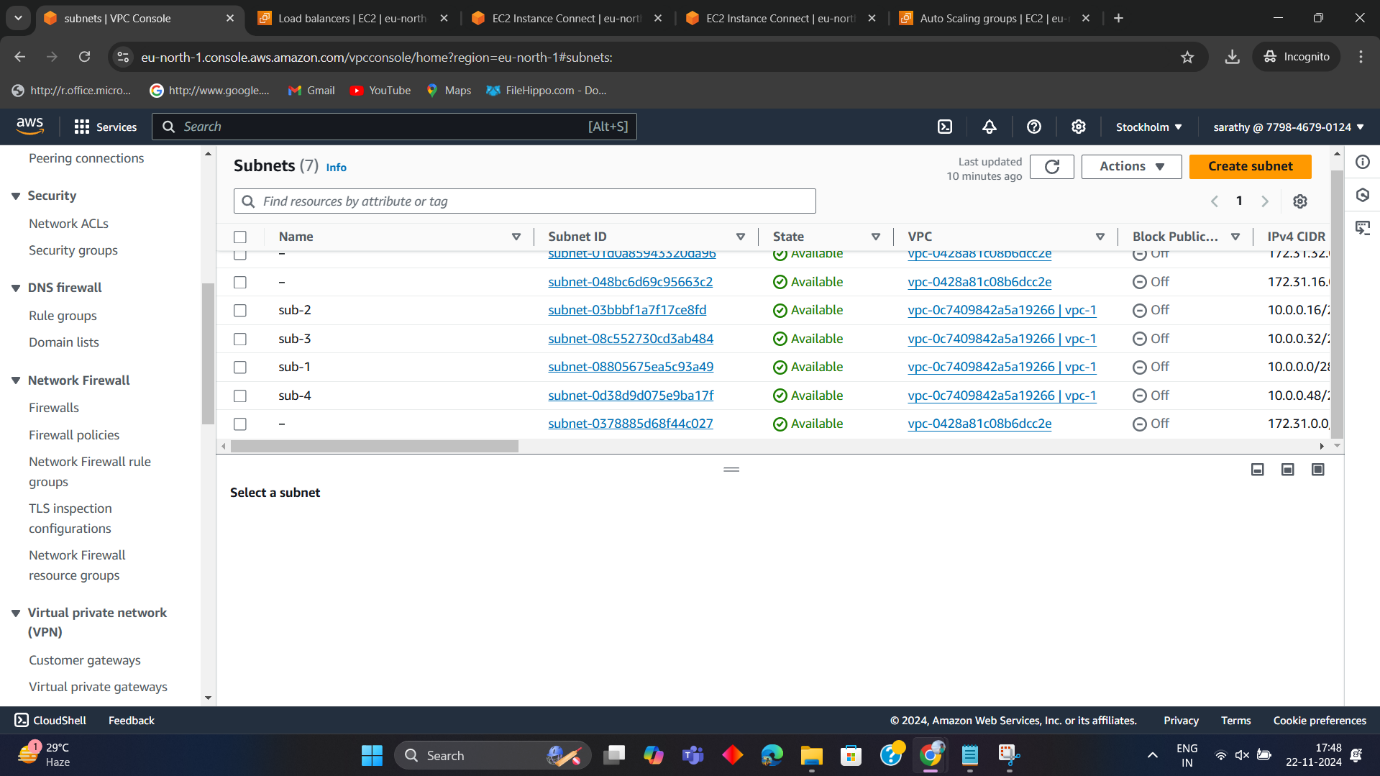 subnets | VPC Console
Load balancers | EC2 | eu-north
EC2 Instance Connect | eu-nort
EC2 Instance Connect | eu-nort
Auto Scaling groups | EC2 | eu-
eu-north-1.console.aws.amazon.com/vpcconsole/home?region=eu-north-1#subnets:
Incognito
http://r.office.micro...
http://www.google....
Gmail
YouTube
Maps
FileHippo.com - Do...
aws
Services
Search
[Alt+S]
Stockholm
sarathy @ 7798-4679-0124
Peering connections
Security
Network ACLs
Security groups
DNS firewall
Rule groups
Domain lists
Network Firewall
Firewalls
Firewall policies
Network Firewall rule
groups
TLS inspection
configurations
Network Firewall
resource groups
Virtual private network
(VPN)
Customer gateways
Virtual private gateways
Subnets (7) Info
Last updated
10 minutes ago
Actions
Create subnet
Find resources by attribute or tag
1
Name Subnet ID State VPC Block Public... IPv4 CIDR
– subnet-01d0a85943320da96 Available vpc-0428a81c08b6dcc2e Off 172.31.32.
– subnet-048bc6d69c95663c2 Available vpc-0428a81c08b6dcc2e Off 172.31.16.
sub-2 subnet-03bbbf1a7f17ce8fd Available vpc-0c7409842a5a19266 | vpc-1 Off 10.0.0.16/
sub-3 subnet-08c552730cd3ab484 Available vpc-0c7409842a5a19266 | vpc-1 Off 10.0.0.32/
sub-1 subnet-08805675ea5c93a49 Available vpc-0c7409842a5a19266 | vpc-1 Off 10.0.0.0/28
sub-4 subnet-0d38d9d075e9ba17f Available vpc-0c7409842a5a19266 | vpc-1 Off 10.0.0.48/
– subnet-0378885d68f44c027 Available vpc-0428a81c08b6dcc2e Off 172.31.0.0
Select a subnet
CloudShell
Feedback
© 2024, Amazon Web Services, Inc. or its affiliates.
Privacy
Terms
Cookie preferences
1
29°C
Haze
Search
ENG
IN
17:48
22-11-2024